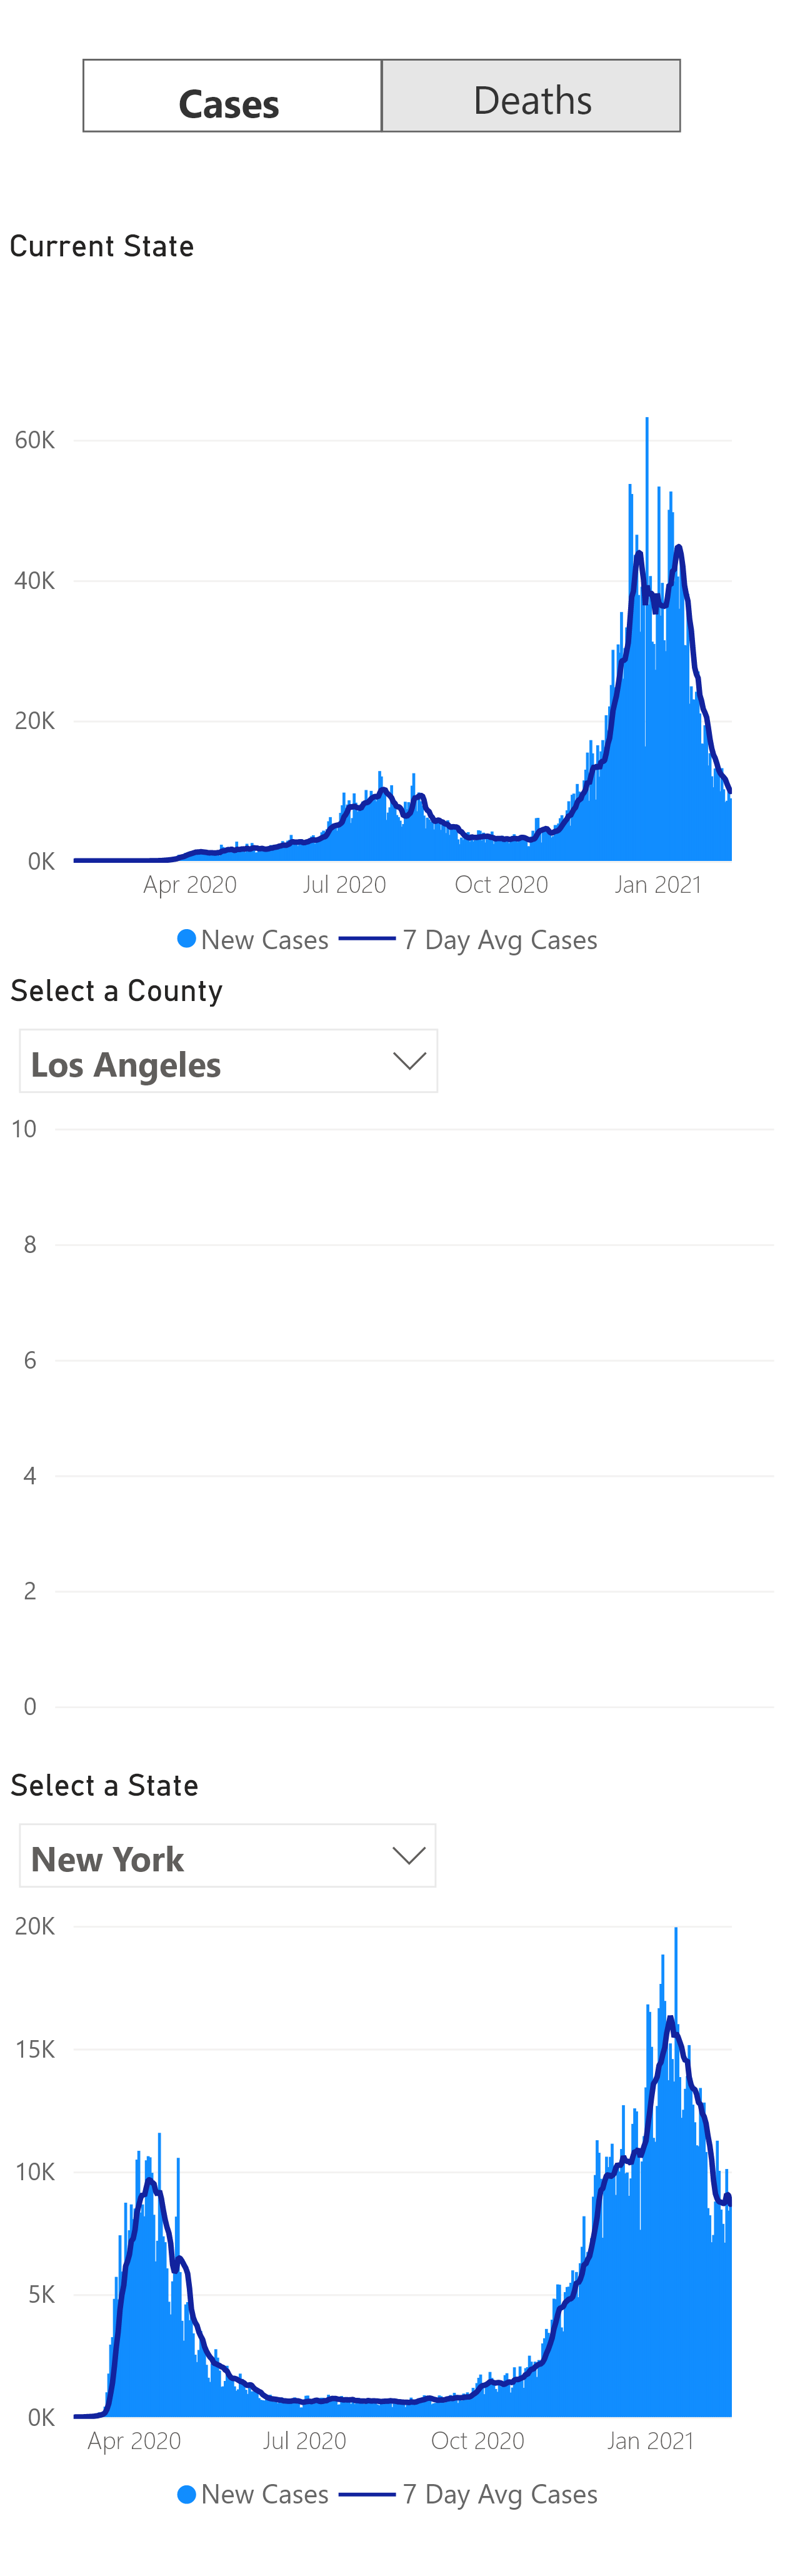 Cases Deaths
Current State
60K
40K
20K
0K
Apr 2020 Jul 2020 Oct 2020 Jan 2021
New Cases 7 Day Avg Cases
Select a County
Los Angeles
10
8
6
4
2
0
Select a State
New York
20K
15K
10K
5K
0K
Apr 2020 Jul 2020 Oct 2020 Jan 2021
New Cases 7 Day Avg Cases